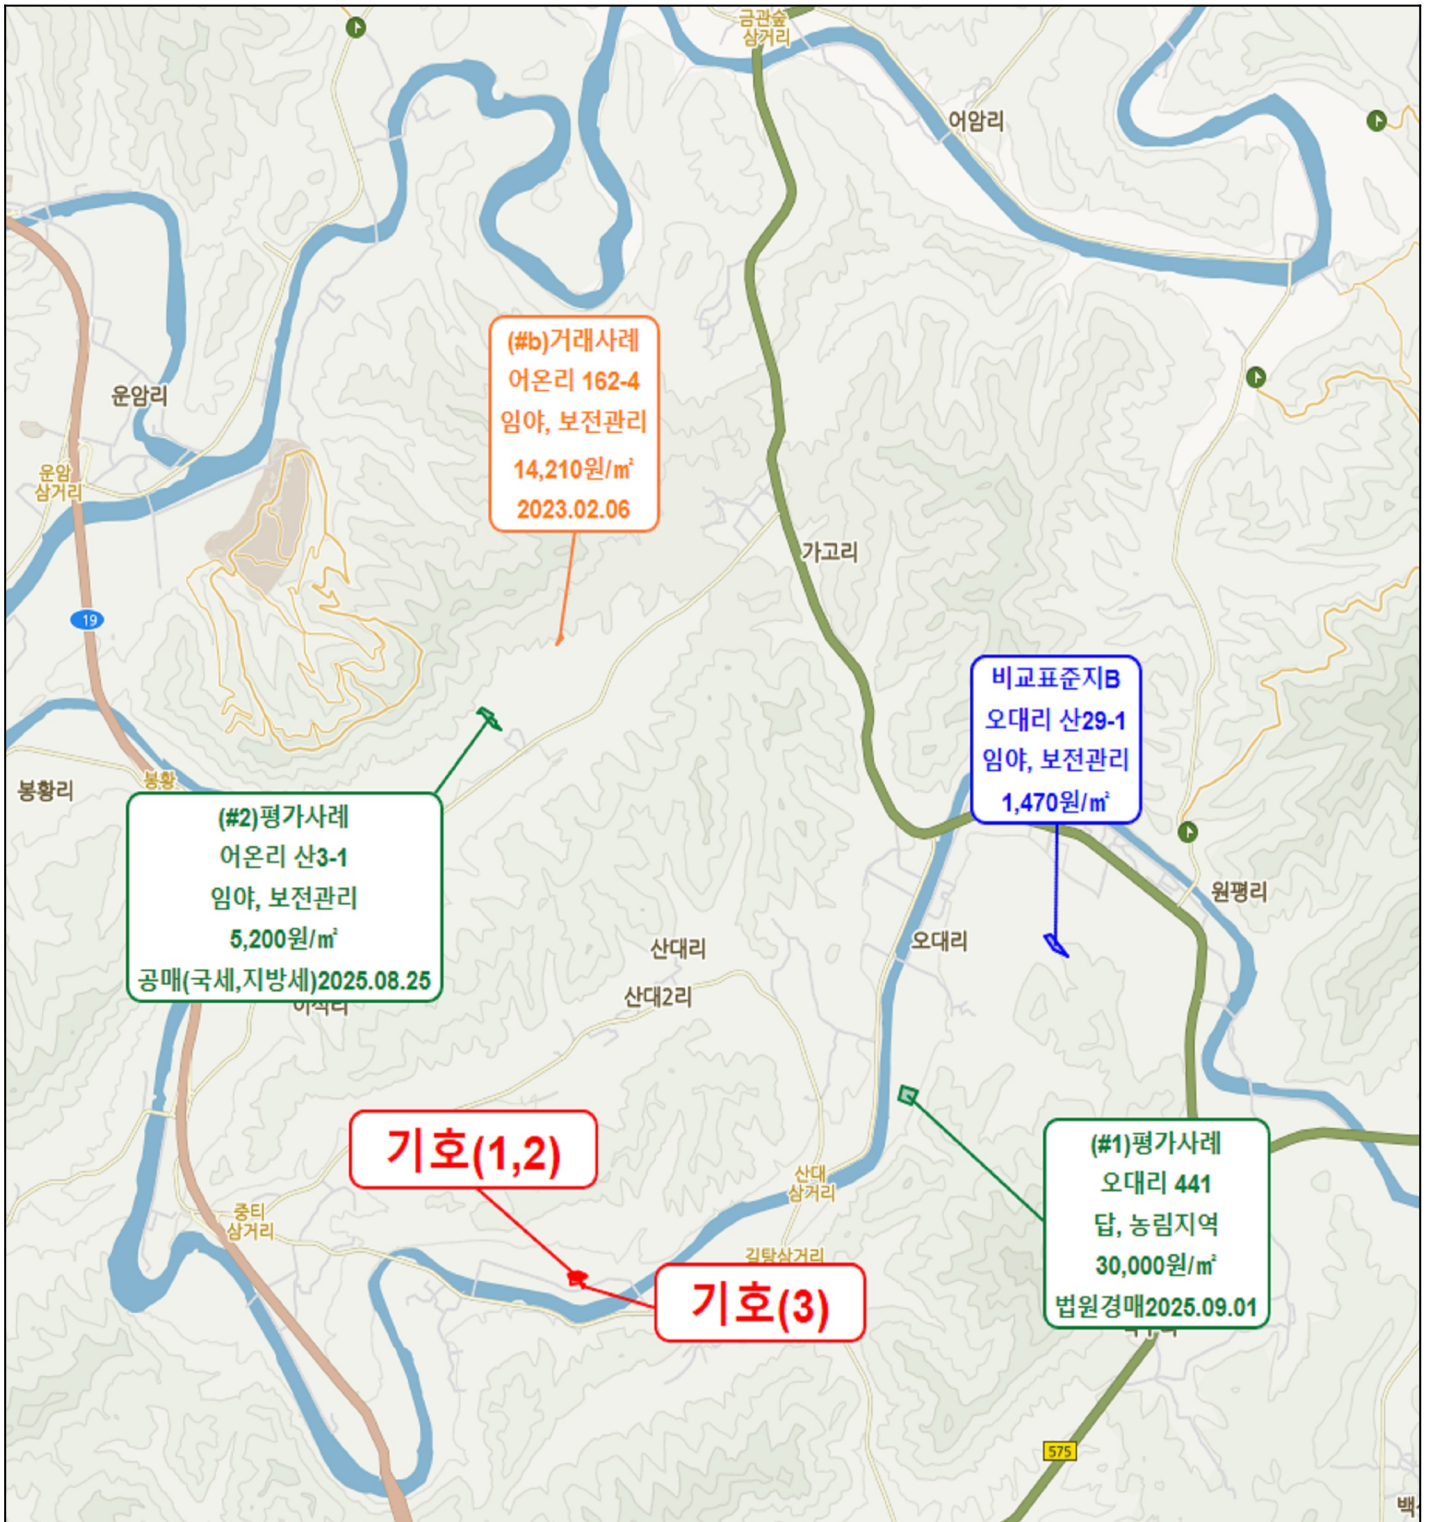 금관숲
삼거리
어암리
(#b)거래사례
어온리 162-4
임야, 보전관리
14,210원/㎡
2023.02.06
운암리
운암
삼거리
가고리
19
비교표준지B
오대리 산29-1
임야, 보전관리
1,470원/㎡
봉황리
봉황
(#2)평가사례
어온리 산3-1
임야, 보전관리
5,200원/㎡
공매(국세,지방세)2025.08.25
원평리
오대리
산대리
산대2리
기호(1,2)
산대
삼거리
(#1)평가사례
오대리 441
답, 농림지역
30,000원/㎡
법원경매2025.09.01
중티
삼거리
길탕삼거리
기호(3)
575